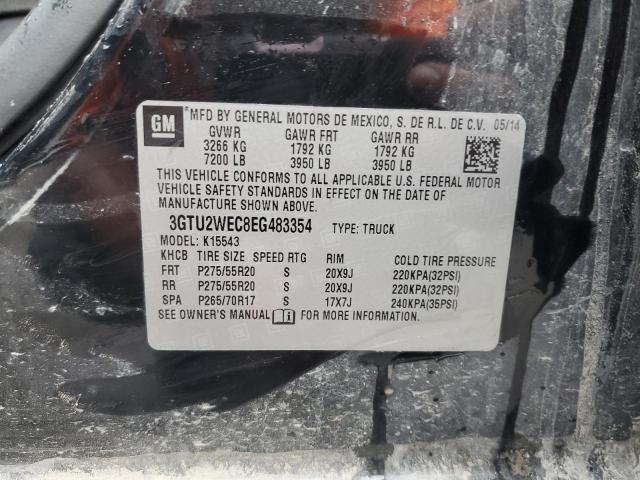 GM MFD BY GENERAL MOTORS DE MEXICO, S. DE R.L. DE C.V. 05/14
GVWR GAWR FRT GAWR RR
3266 KG 1792 KG 1792 KG
7200 LB 3950 LB 3950 LB
THIS VEHICLE CONFORMS TO ALL APPLICABLE U.S. FEDERAL MOTOR
VEHICLE SAFETY STANDARDS IN EFFECT ON THE DATE OF
MANUFACTURE SHOWN ABOVE.
3GTU2WEC8EG483354 TYPE: TRUCK
MODEL: K15543
KHCB TIRE SIZE SPEED RTG RIM COLD TIRE PRESSURE
FRT P275/55R20 S 20X9J 220KPA(32PSI)
RR P275/55R20 S 20X9J 220KPA(32PSI)
SPA P265/70R17 S 17X7J 240KPA(35PSI)
SEE OWNER'S MANUAL FOR MORE INFORMATION.